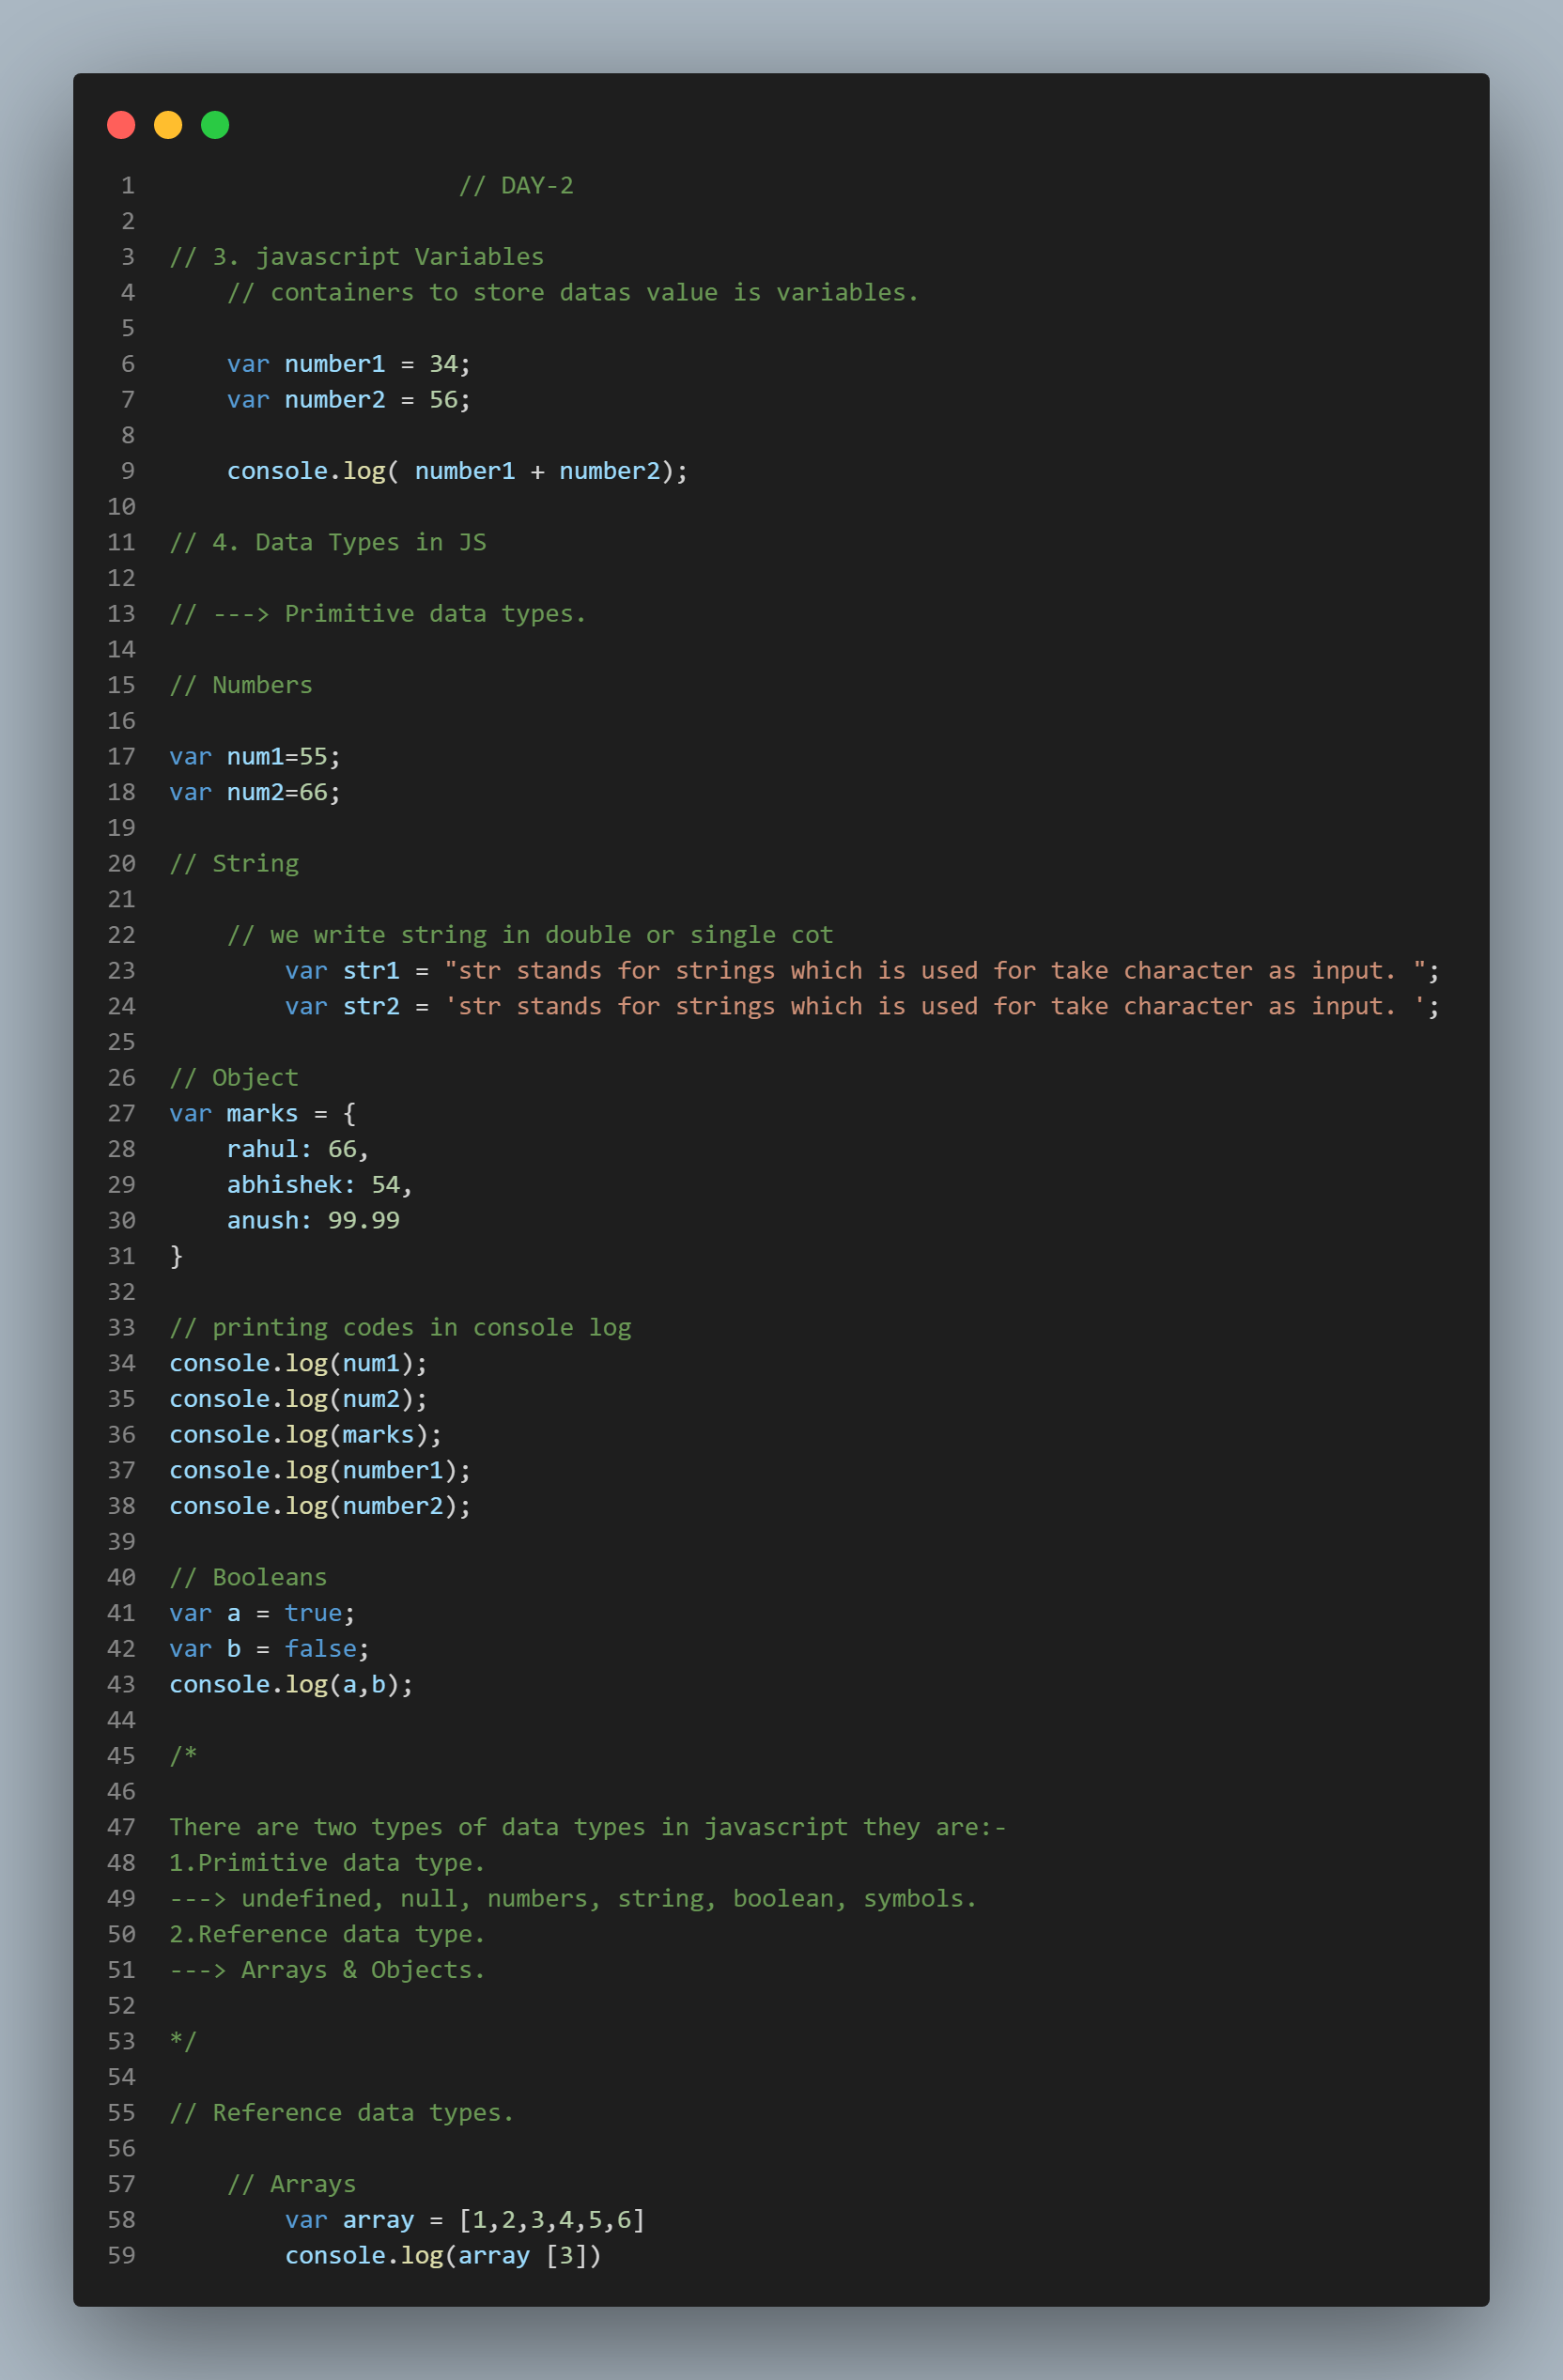 1                     // DAY-2
2
3  // 3. javascript Variables
4      // containers to store datas value is variables.
5
6      var number1 = 34;
7      var number2 = 56;
8
9      console.log( number1 + number2);
10
11 // 4. Data Types in JS
12
13 // ---> Primitive data types.
14
15 // Numbers
16
17 var num1=55;
18 var num2=66;
19
20 // String
21
22     // we write string in double or single cot
23         var str1 = "str stands for strings which is used for take character as input. ";
24         var str2 = 'str stands for strings which is used for take character as input. ';
25
26 // Object
27 var marks = {
28     rahul: 66,
29     abhishek: 54,
30     anush: 99.99
31 }
32
33 // printing codes in console log
34 console.log(num1);
35 console.log(num2);
36 console.log(marks);
37 console.log(number1);
38 console.log(number2);
39
40 // Booleans
41 var a = true;
42 var b = false;
43 console.log(a,b);
44
45 /*
46
47 There are two types of data types in javascript they are:-
48 1.Primitive data type.
49 ---> undefined, null, numbers, string, boolean, symbols.
50 2.Reference data type.
51 ---> Arrays & Objects.
52
53 */
54
55 // Reference data types.
56
57     // Arrays
58         var array = [1,2,3,4,5,6]
59         console.log(array [3])